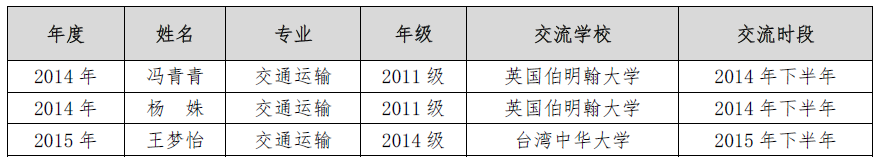 年度 姓名 专业 年级 交流学校 交流时段
2014 年 冯青青 交通运输 2011 级 英国伯明翰大学 2014 年下半年
2014 年 杨 姝 交通运输 2011 级 英国伯明翰大学 2014 年下半年
2015 年 王梦怡 交通运输 2014 级 台湾中华大学 2015 年下半年